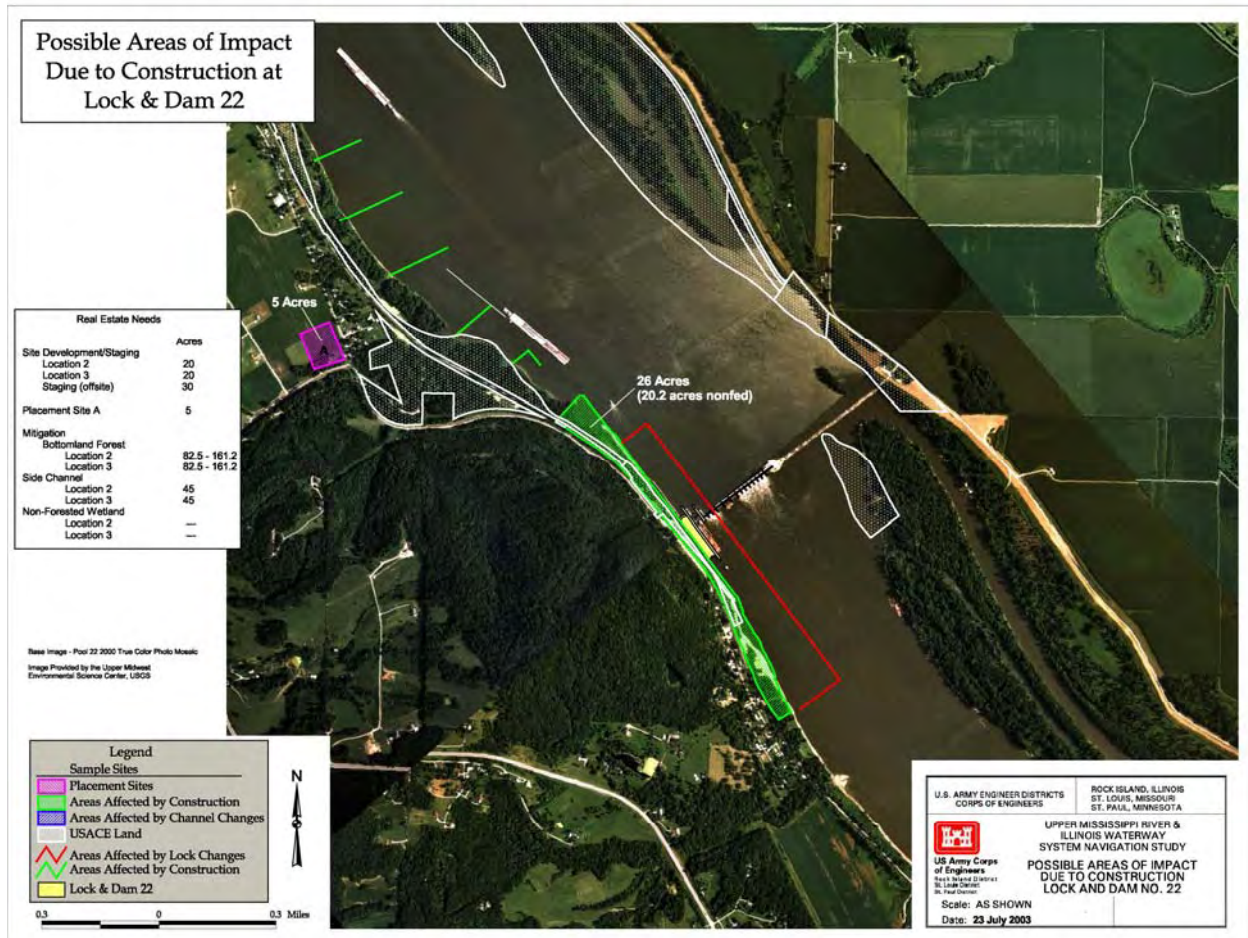 Possible Areas of Impact
Due to Construction at
Lock & Dam 22
5 Acres
A
26 Acres
(20.2 acres nonfed)
Real Estate Needs
Acres
Site Development/Staging
Location 2 20
Location 3 20
Staging (offsite) 30
Placement Site A 5
Mitigation
Bottomland Forest
Location 2 82.5 - 161.2
Location 3 82.5 - 161.2
Side Channel
Location 2 45
Location 3 45
Non-Forested Wetland
Location 2 ---
Location 3 ---
Base Image - Pool 22 2000 True Color Photo Mosaic
Image Provided by the Upper Midwest
Environmental Science Center, USGS
Legend
Sample Sites
Placement Sites
Areas Affected by Construction
Areas Affected by Channel Changes
USACE Land
Areas Affected by Lock Changes
Areas Affected by Construction
Lock & Dam 22
N
0.3 0 0.3 Miles
U.S. ARMY ENGINEER DISTRICTS
CORPS OF ENGINEERS
ROCK ISLAND, ILLINOIS
ST. LOUIS, MISSOURI
ST. PAUL, MINNESOTA
US Army Corps
of Engineers
Rock Island District
St. Louis District
St. Paul District
UPPER MISSISSIPPI RIVER &
ILLINOIS WATERWAY
SYSTEM NAVIGATION STUDY
POSSIBLE AREAS OF IMPACT
DUE TO CONSTRUCTION
LOCK AND DAM NO. 22
Scale: AS SHOWN
Date: 23 July 2003